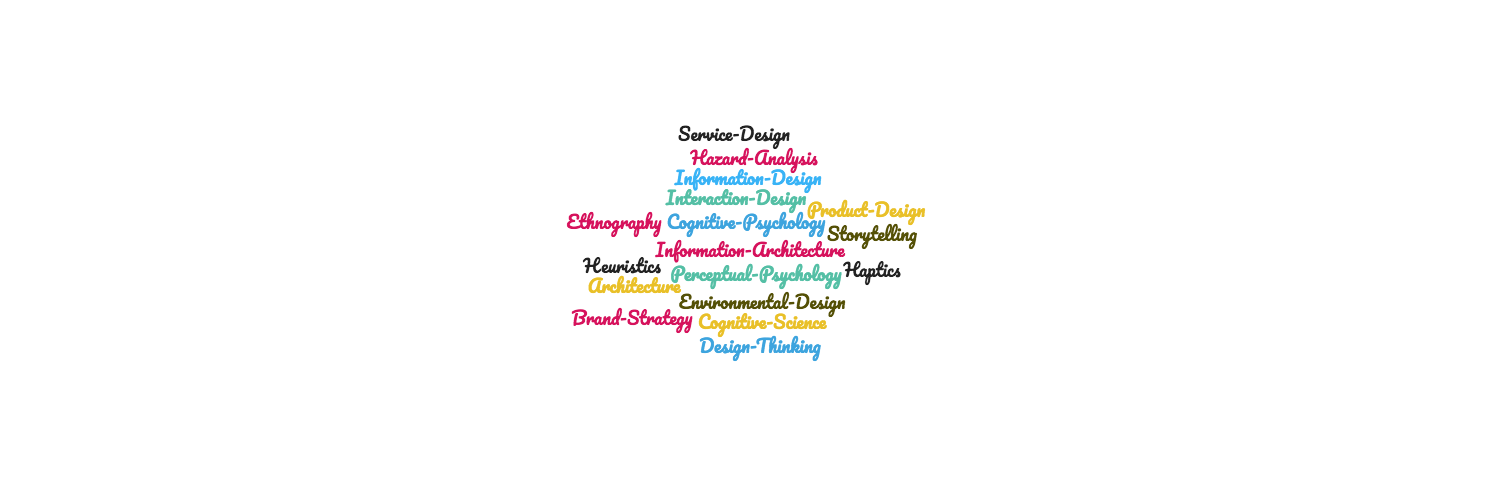 Service-Design
Hazard-Analysis
Information-Design
Interaction-Design
Product-Design
Ethnography
Cognitive-Psychology
Storytelling
Information-Architecture
Heuristics
Perceptual-Psychology
Haptics
Architecture
Environmental-Design
Brand-Strategy
Cognitive-Science
Design-Thinking